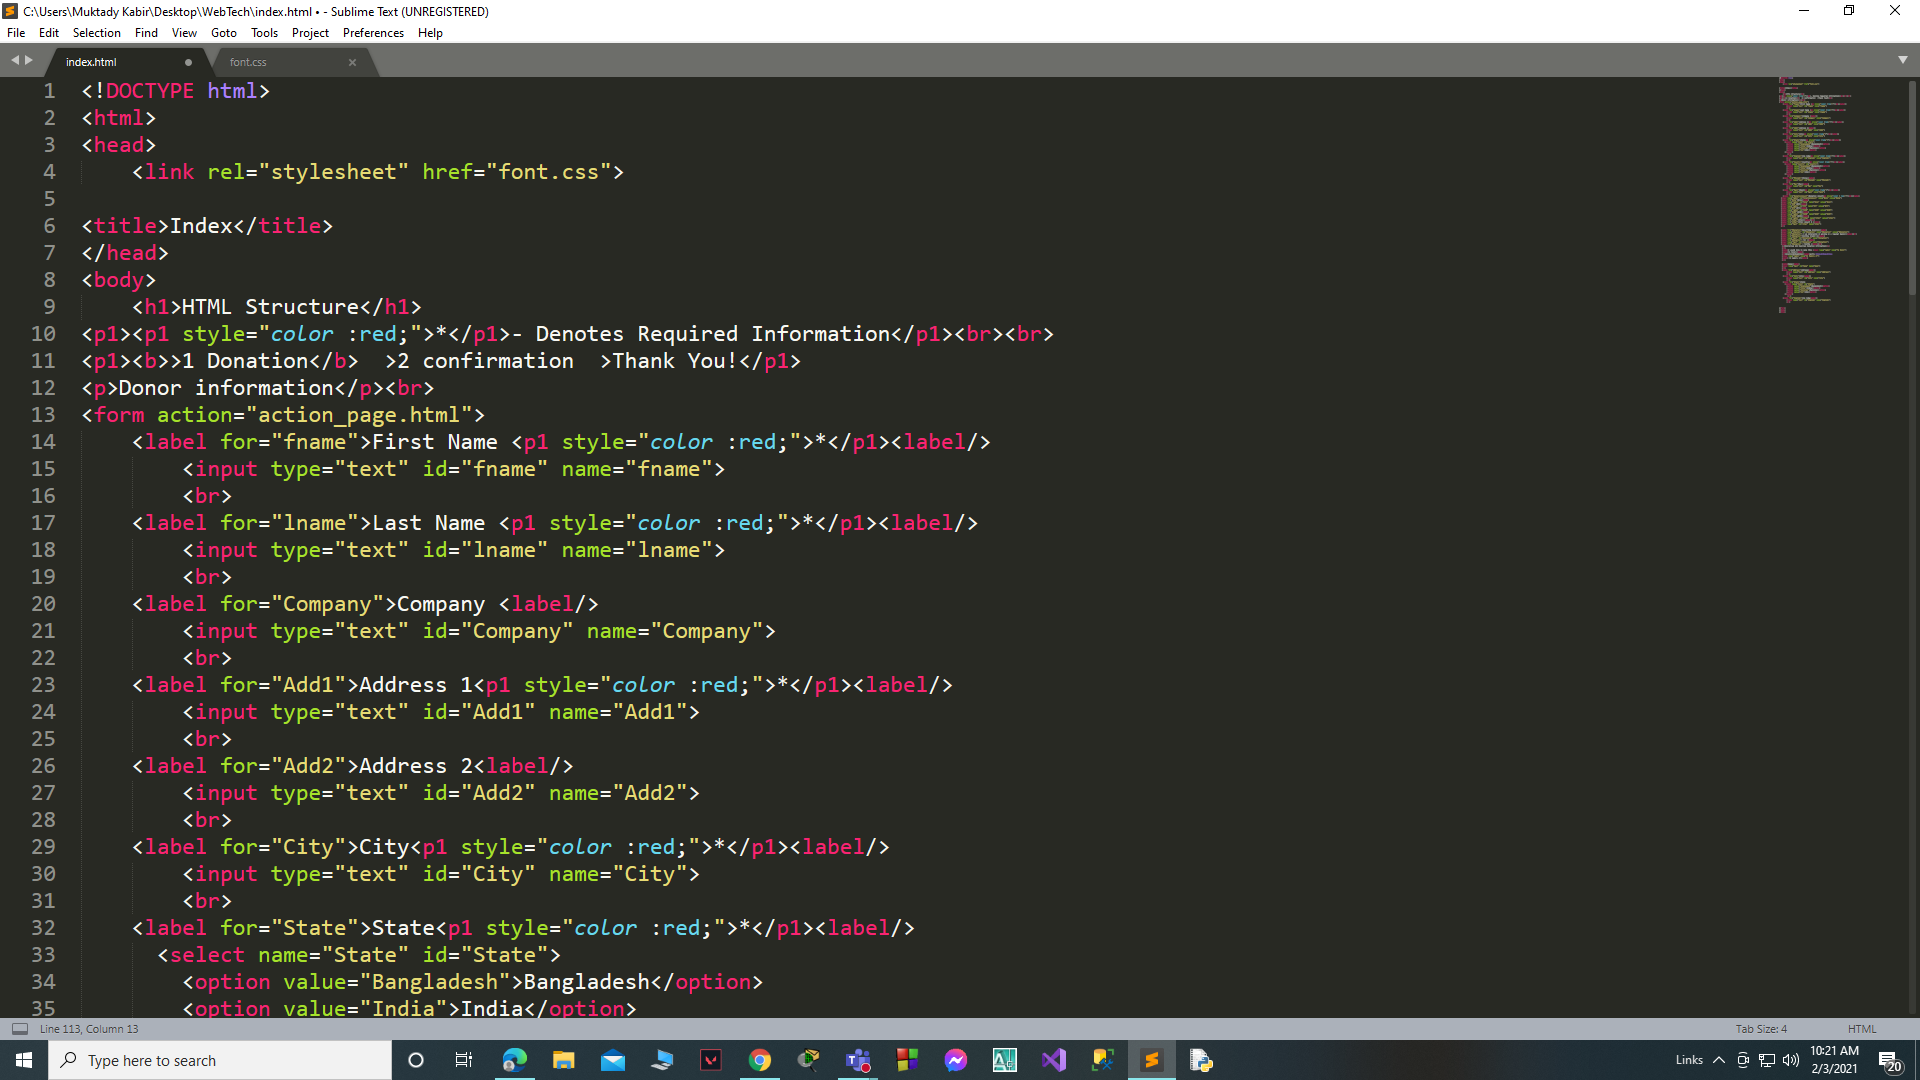 C:\Users\Muktady Kabir\Desktop\WebTech\index.html • - Sublime Text (UNREGISTERED)
File Edit Selection Find View Goto Tools Project Preferences Help
index.html font.css
1 <!DOCTYPE html>
2 <html>
3 <head>
4 <link rel="stylesheet" href="font.css">
5
6 <title>Index</title>
7 </head>
8 <body>
9 <h1>HTML Structure</h1>
10 <p1><p1 style="color :red;">*</p1>- Denotes Required Information</p1><br><br>
11 <p1><b>>1 Donation</b>  >2 confirmation  >Thank You!</p1>
12 <p>Donor information</p><br>
13 <form action="action_page.html">
14 <label for="fname">First Name <p1 style="color :red;">*</p1><label/>
15 <input type="text" id="fname" name="fname">
16 <br>
17 <label for="lname">Last Name <p1 style="color :red;">*</p1><label/>
18 <input type="text" id="lname" name="lname">
19 <br>
20 <label for="Company">Company <label/>
21 <input type="text" id="Company" name="Company">
22 <br>
23 <label for="Add1">Address 1<p1 style="color :red;">*</p1><label/>
24 <input type="text" id="Add1" name="Add1">
25 <br>
26 <label for="Add2">Address 2<label/>
27 <input type="text" id="Add2" name="Add2">
28 <br>
29 <label for="City">City<p1 style="color :red;">*</p1><label/>
30 <input type="text" id="City" name="City">
31 <br>
32 <label for="State">State<p1 style="color :red;">*</p1><label/>
33 <select name="State" id="State">
34 <option value="Bangladesh">Bangladesh</option>
35 <option value="India">India</option>
Line 113, Column 13 Tab Size: 4 HTML
Type here to search Links 10:21 AM
2/3/2021 20